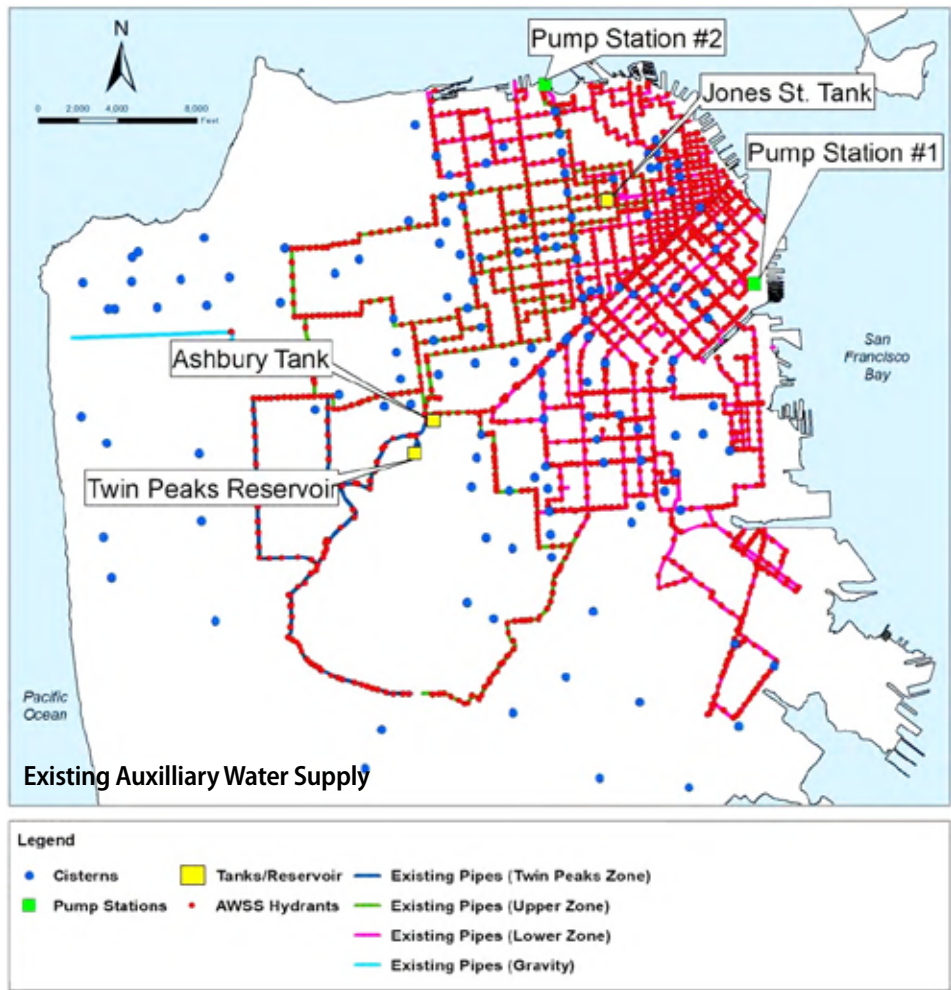 N
0 2,000 4,000 8,000
Feet
Pump Station #2
Jones St. Tank
Pump Station #1
San
Francisco
Bay
Ashbury Tank
Twin Peaks Reservoir
Pacific
Ocean
Existing Auxilliary Water Supply
Legend
Cisterns
Tanks/Reservoir
Existing Pipes (Twin Peaks Zone)
Pump Stations
AWSS Hydrants
Existing Pipes (Upper Zone)
Existing Pipes (Lower Zone)
Existing Pipes (Gravity)